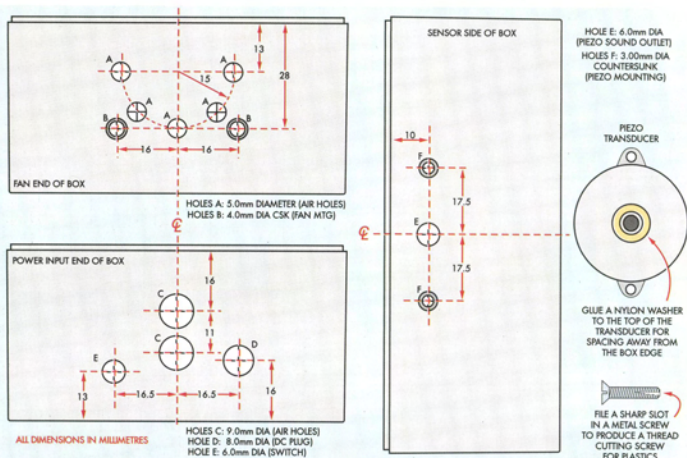 13
28
A
A
15
A
A
A
B
B
16
16
FAN END OF BOX
HOLES A: 5.0mm DIAMETER (AIR HOLES)
HOLES B: 4.0mm DIA CSK (FAN MTG)
℄
POWER INPUT END OF BOX
16
C
11
C
D
E
16.5
16.5
13
16
ALL DIMENSIONS IN MILLIMETRES
HOLES C: 9.0mm DIA (AIR HOLES)
HOLE D: 8.0mm DIA (DC PLUG)
HOLE E: 6.0mm DIA (SWITCH)
SENSOR SIDE OF BOX
10
F
17.5
E
℄
17.5
F
HOLE E: 6.0mm DIA
(PIEZO SOUND OUTLET)
HOLES F: 3.00mm DIA
COUNTERSUNK
(PIEZO MOUNTING)
PIEZO
TRANSDUCER
GLUE A NYLON WASHER
TO THE TOP OF THE
TRANSDUCER FOR
SPACING AWAY FROM
THE BOX EDGE
FILE A SHARP SLOT
IN A METAL SCREW
TO PRODUCE A THREAD
CUTTING SCREW
FOR PLASTICS